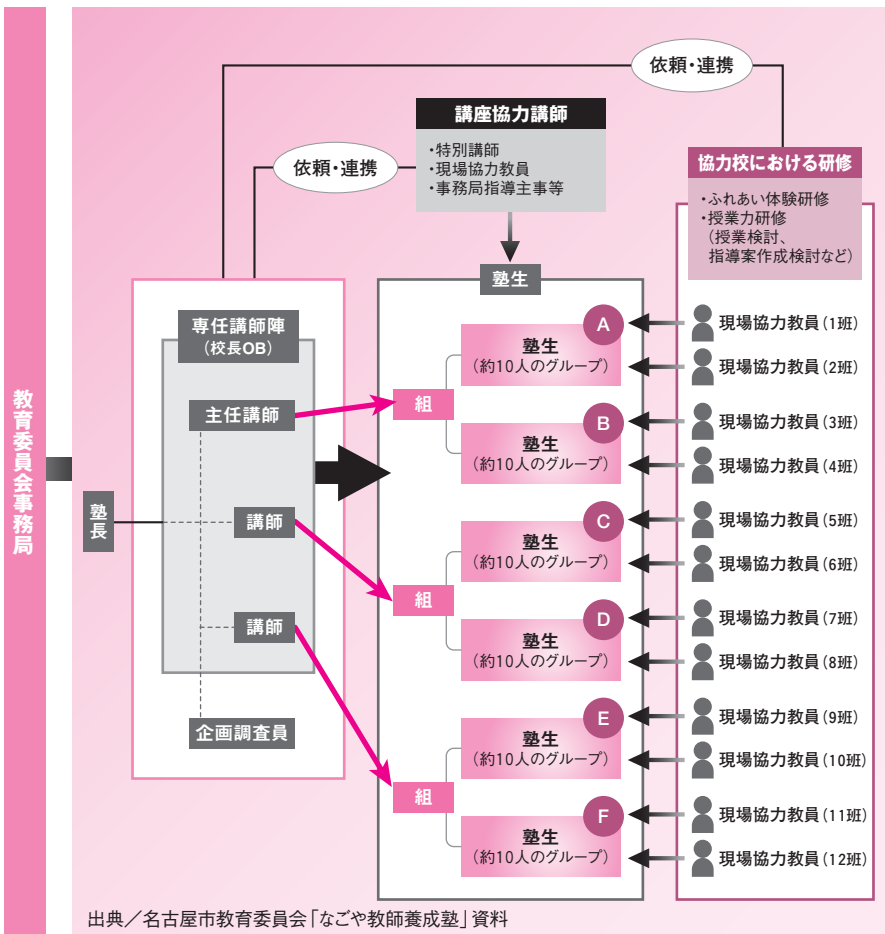 教育委員会事務局
依頼・連携
講座協力講師
・特別講師
・現場協力教員
・事務局指導主事等
依頼・連携
協力校における研修
・ふれあい体験研修
・授業力研修
（授業検討、
指導案作成検討など）
塾長
専任講師陣
（校長OB）
主任講師
講師
講師
企画調査員
塾生
組
A
塾生
（約10人のグループ）
B
塾生
（約10人のグループ）
組
C
塾生
（約10人のグループ）
D
塾生
（約10人のグループ）
組
E
塾生
（約10人のグループ）
F
塾生
（約10人のグループ）
現場協力教員（1班）
現場協力教員（2班）
現場協力教員（3班）
現場協力教員（4班）
現場協力教員（5班）
現場協力教員（6班）
現場協力教員（7班）
現場協力教員（8班）
現場協力教員（9班）
現場協力教員（10班）
現場協力教員（11班）
現場協力教員（12班）
出典／名古屋市教育委員会「なごや教師養成塾」資料